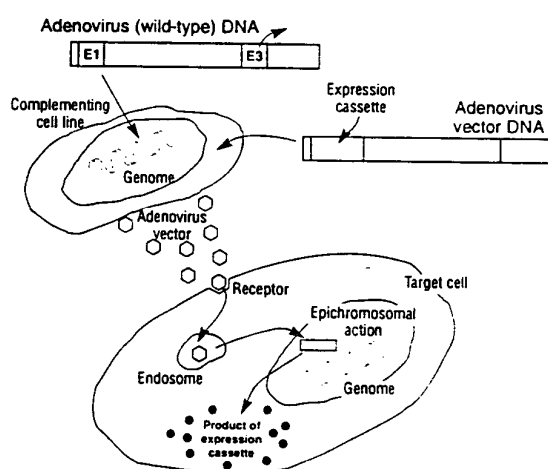 Adenovirus (wild-type) DNA
E1
E3
Complementing
cell line
Expression
cassette
Adenovirus
vector DNA
Genome
Adenovirus
vector
Receptor
Target cell
Epichromosomal
action
Endosome
Genome
Product of
expression
cassette